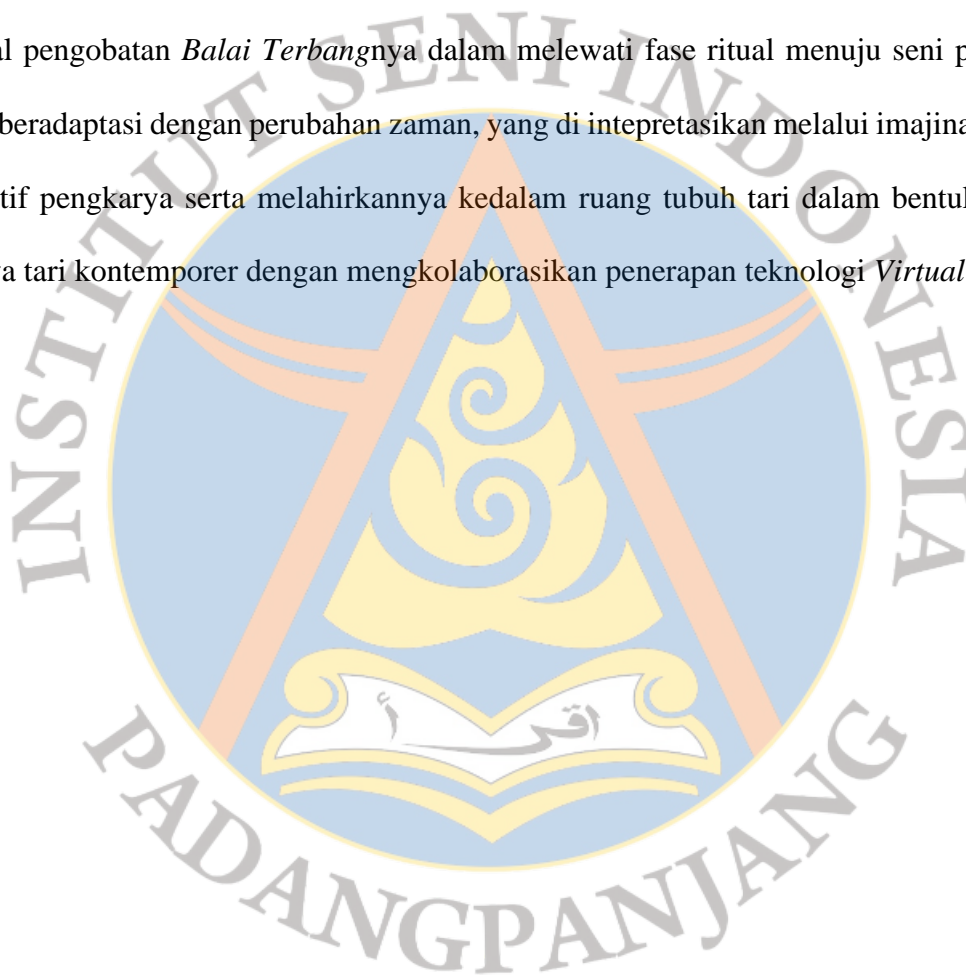 al pengobatan Balai Terbangnya dalam melewati fase ritual menuju seni p
beradaptasi dengan perubahan zaman, yang di intepretasikan melalui imajina
tif pengkarya serta melahirkannya kedalam ruang tubuh tari dalam bentuk
a tari kontemporer dengan mengkolaborasikan penerapan teknologi Virtual
INSTITUT SENI INDONESIA
اقرأ
PADANGPANJANG